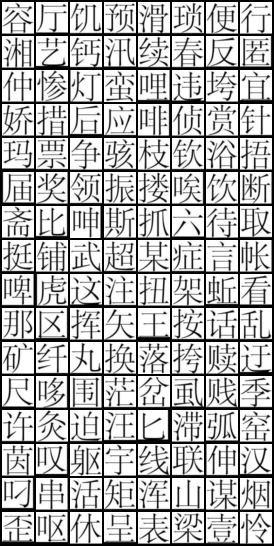 容厅饥预滑琐便行
湘艺钙汛续春反匿
仲惨灯蛮哩违垮宜
娇措后应啡侦赏针
玛票争骇枝钦浴捂
届奖领振搂唉饮断
斋比呻斯抓六待取
挺铺武超某症言帐
啤虎这注扭架蚯看
那区挥矢王按话乱
矿纤丸换落挎赎迂
尺哆围茫岔虱贱季
许灸迫汪匕滞弧窑
茵叹躯宇线联伸汉
叼串活矩浑山谋烟
歪呕休呈表梁壹怜